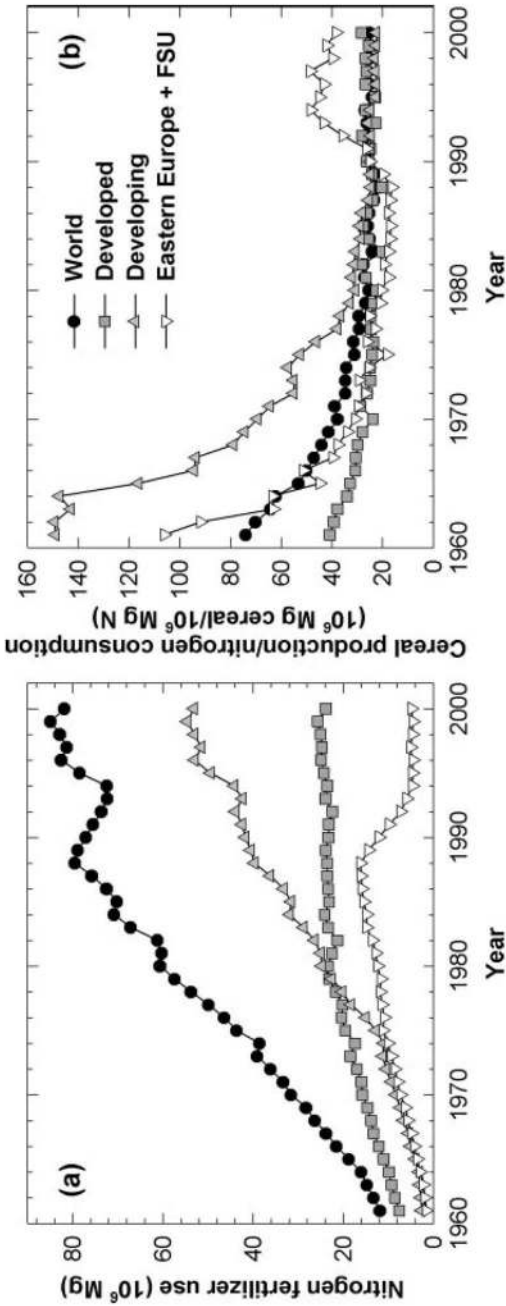 (a)
Nitrogen fertilizer use (10⁶ Mg)
80
60
40
20
0
1960
1970
1980
1990
2000
Year
(b)
World
Developed
Developing
Eastern Europe + FSU
Cereal production/nitrogen consumption
(10⁶ Mg cereal/10⁶ Mg N)
160
140
120
100
80
60
40
20
0
1960
1970
1980
1990
2000
Year